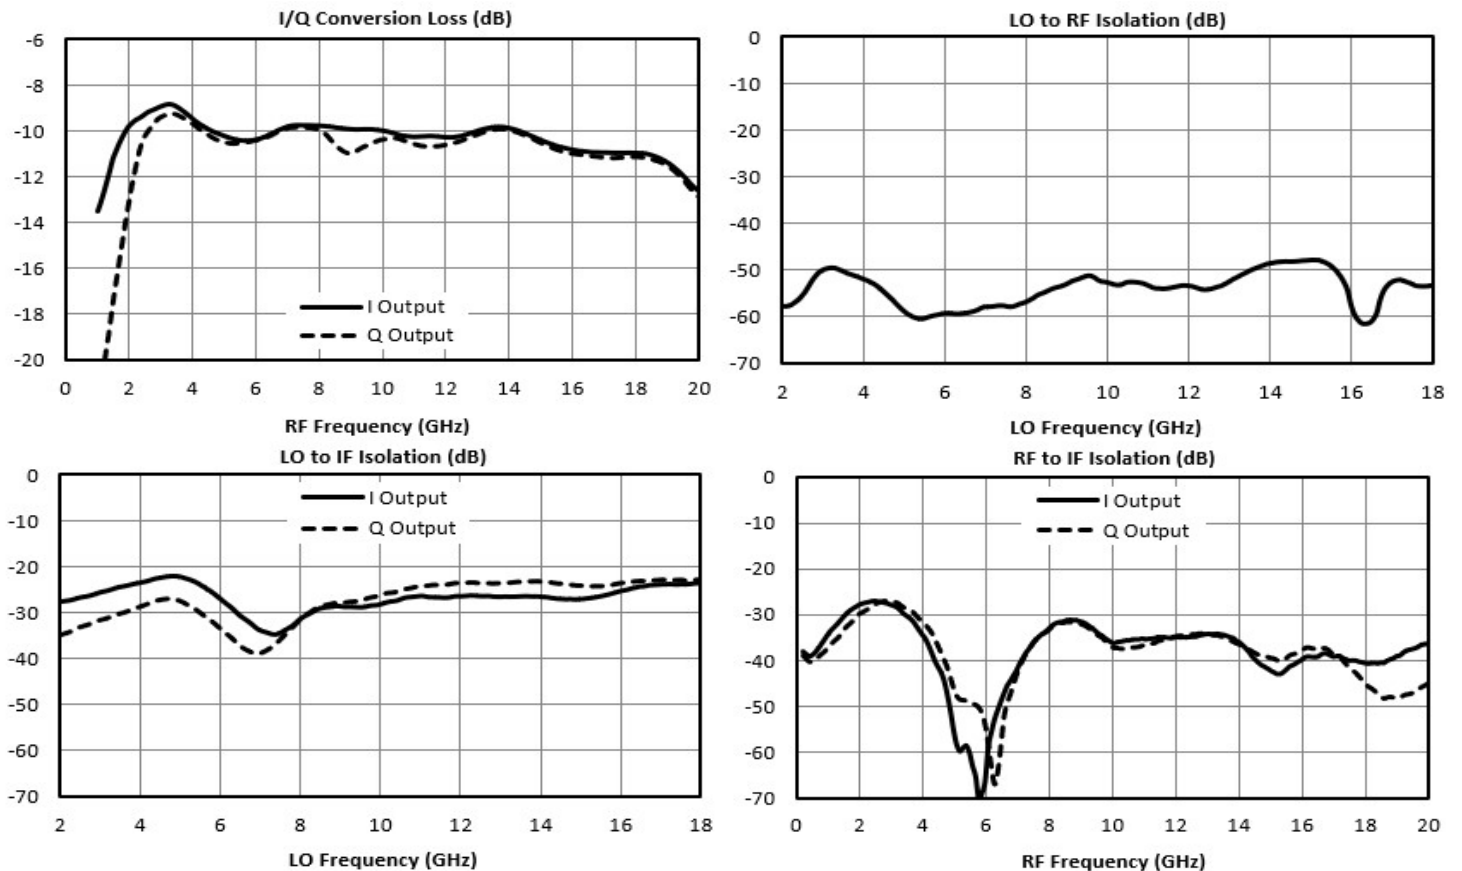 I/Q Conversion Loss (dB)
-6
-8
-10
-12
-14
-16
-18
-20
I Output
Q Output
0 2 4 6 8 10 12 14 16 18 20
RF Frequency (GHz)
LO to RF Isolation (dB)
0
-10
-20
-30
-40
-50
-60
-70
2 4 6 8 10 12 14 16 18
LO Frequency (GHz)
LO to IF Isolation (dB)
0
-10
-20
-30
-40
-50
-60
-70
I Output
Q Output
2 4 6 8 10 12 14 16 18
LO Frequency (GHz)
RF to IF Isolation (dB)
0
-10
-20
-30
-40
-50
-60
-70
I Output
Q Output
0 2 4 6 8 10 12 14 16 18 20
RF Frequency (GHz)